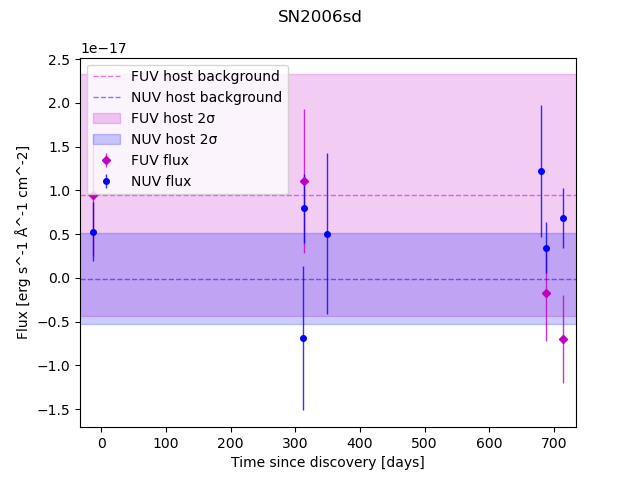 SN2006sd
1e−17
2.5
2.0
1.5
1.0
0.5
0.0
−0.5
−1.0
−1.5
Flux [erg s^-1 Å^-1 cm^-2]
FUV host background
NUV host background
FUV host 2σ
NUV host 2σ
FUV flux
NUV flux
0 100 200 300 400 500 600 700
Time since discovery [days]